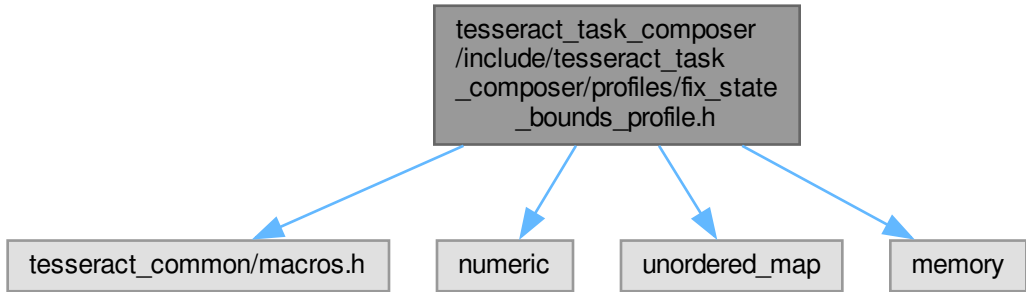 tesseract_task_composer
/include/tesseract_task
_composer/profiles/fix_state
_bounds_profile.h
tesseract_common/macros.h
numeric
unordered_map
memory